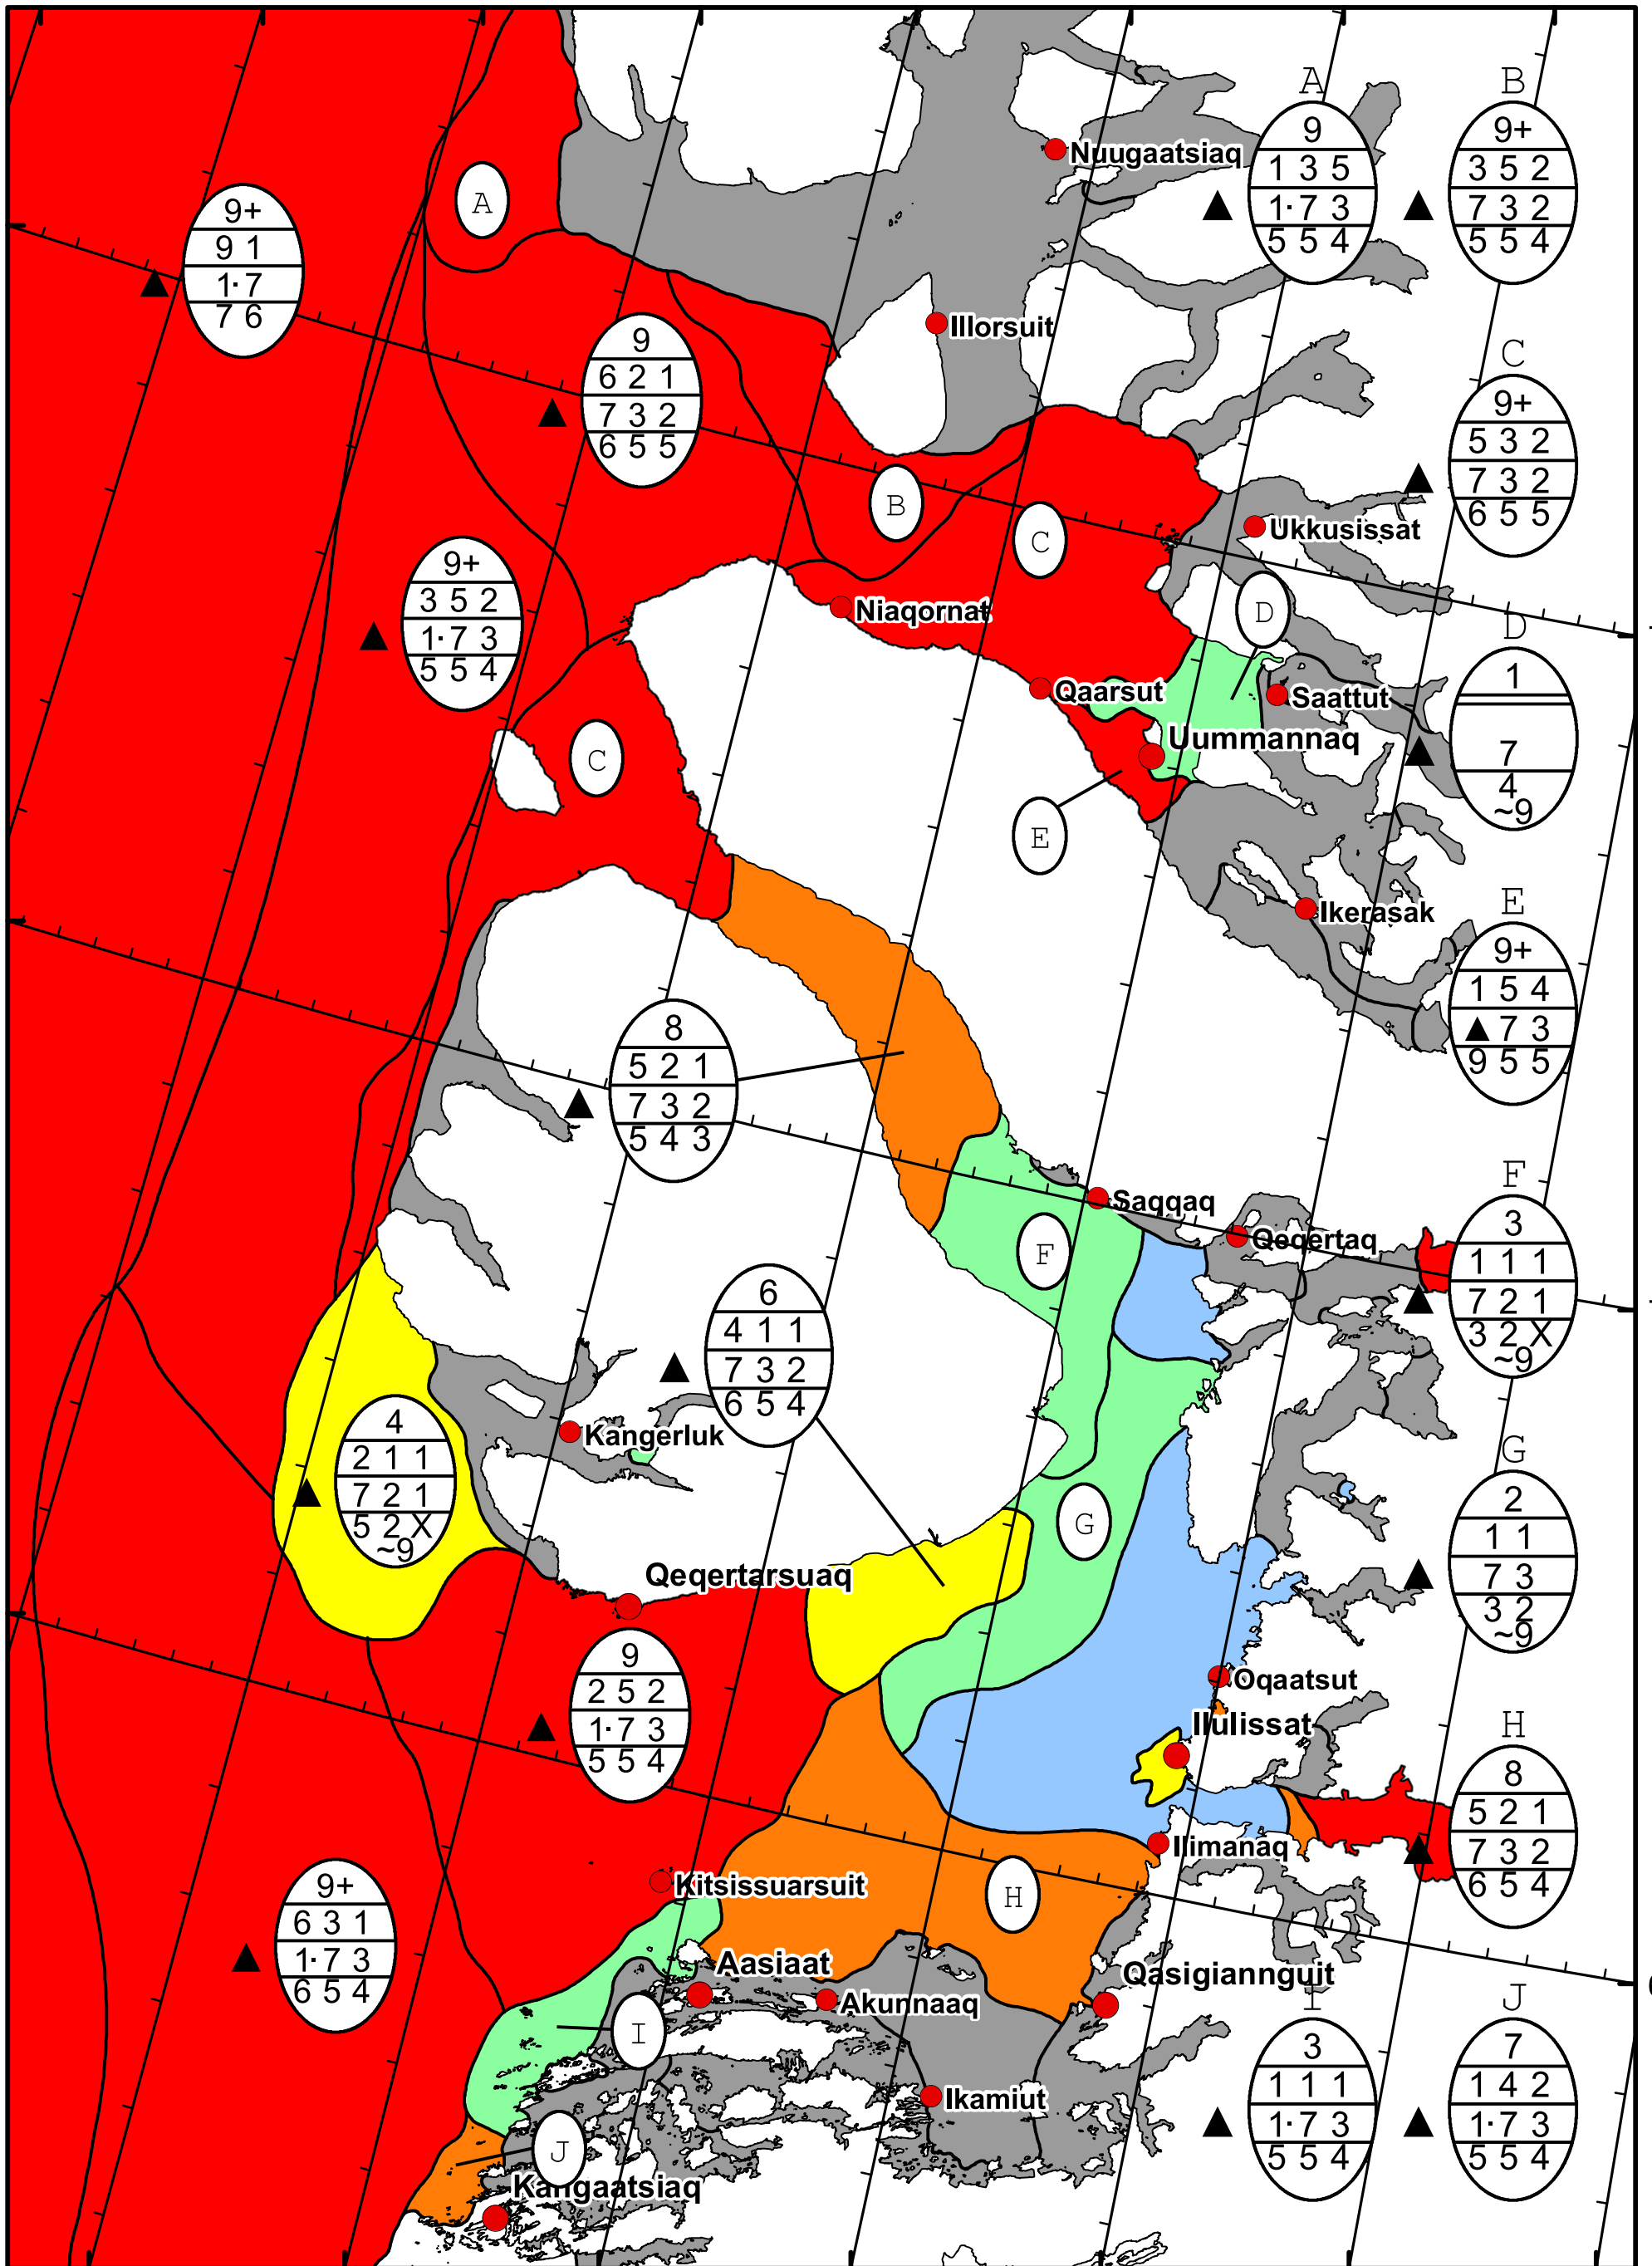 A
B
9
1 3 5
1· 7 3
5 5 4
9+
3 5 2
7 3 2
5 5 4
Nuugaatsiaq
A
9+
9 1
1· 7
7 6
Illorsuit
9
6 2 1
7 3 2
6 5 5
C
9+
5 3 2
7 3 2
6 5 5
B
C
Ukkusissat
9+
3 5 2
1· 7 3
5 5 4
Niaqornat
D
D
1
7
4
~9
Qaarsut
Saattut
Uummannaq
C
E
E
9+
1 5 4
▲ 7 3
9 5 5
Ikerasak
8
5 2 1
7 3 2
5 4 3
Saqqaq
F
3
1 1 1
7 2 1
3 2 X
~9
Qeqertaq
F
6
4 1 1
7 3 2
6 5 4
Kangerluk
4
2 1 1
7 2 1
5 2 X
~9
G
G
2
1 1
7 3
3 2
~9
Qeqertarsuaq
Oqaatsut
9
2 5 2
1· 7 3
5 5 4
Ilulissat
H
8
5 2 1
7 3 2
6 5 4
Ilimanaq
Kitsissuarsuit
H
9+
6 3 1
1· 7 3
6 5 4
Aasiaat
Qasigiannguit
Akunnaaq
I
I
J
3
1 1 1
1· 7 3
5 5 4
7
1 4 2
1· 7 3
5 5 4
Ikamiut
J
Kangaatsiaq